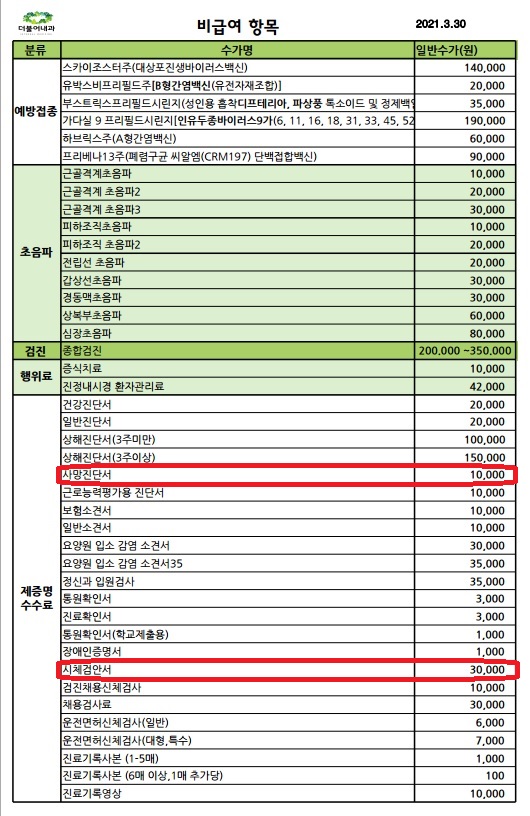 더불어내과
비급여 항목
2021.3.30
분류 수가명 일반수가(원)
예방접종
스카이조스터주(대상포진생바이러스백신) 140,000
유박스비프리필드주[B형간염백신(유전자재조합)] 20,000
부스트릭스프리필드시린지(성인용 흡착디프테리아, 파상풍 톡소이드 및 정제백일 35,000
가다실 9 프리필드시린지[인유두종바이러스9가(6, 11, 16, 18, 31, 33, 45, 52 190,000
하브릭스주(A형간염백신) 60,000
프리베나13주(폐렴구균 씨알엠(CRM197) 단백접합백신) 90,000
초음파
근골격계초음파 10,000
근골격계 초음파2 20,000
근골격계 초음파3 30,000
피하조직초음파 10,000
피하조직 초음파2 20,000
전립선 초음파 20,000
갑상선초음파 30,000
경동맥초음파 30,000
상복부초음파 60,000
심장초음파 80,000
검진 종합검진 200,000 ~350,000
행위료
증식치료 10,000
진정내시경 환자관리료 42,000
제증명
수수료
건강진단서 20,000
일반진단서 20,000
상해진단서(3주미만) 100,000
상해진단서(3주이상) 150,000
사망진단서 10,000
근로능력평가용 진단서 10,000
보험소견서 10,000
일반소견서 10,000
요양원 입소 감염 소견서 30,000
요양원 입소 감염 소견서35 35,000
정신과 입원검사 35,000
통원확인서 3,000
진료확인서 3,000
통원확인서(학교제출용) 1,000
장애인증명서 1,000
시체검안서 30,000
검진채용신체검사 10,000
채용검사료 30,000
운전면허신체검사(일반) 6,000
운전면허신체검사(대형,특수) 7,000
진료기록사본 (1-5매) 1,000
진료기록사본 (6매 이상,1매 추가당) 100
진료기록영상 10,000